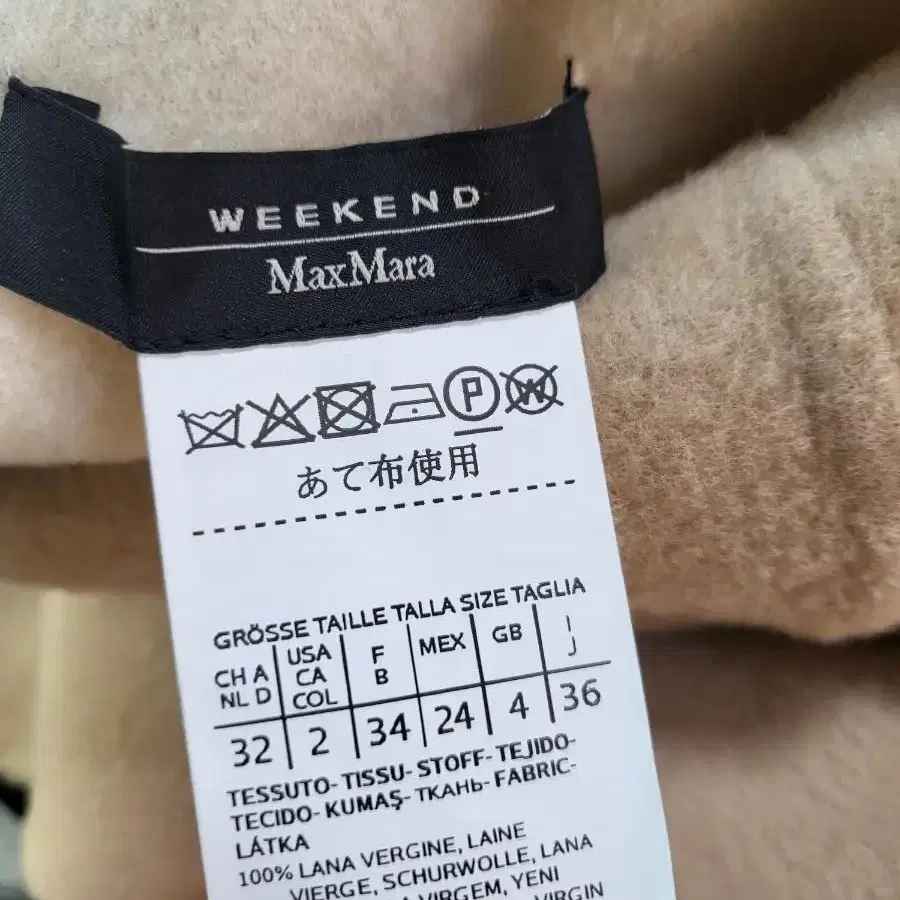 WEEKEND
MaxMara
P W
あて布使用
GRÖSSE TAILLE TALLA SIZE TAGLIA
CH A NL D USA CA COL F B MEX GB I J
32 2 34 24 4 36
TESSUTO- TISSU- STOFF- TEJIDO-
TECIDO- KUMAŞ- ТКАНЬ- FABRIC-
LÁTKA
100% LANA VERGINE, LAINE
VIERGE, SCHURWOLLE, LANA
VIRGEM, YENI
VIRGIN